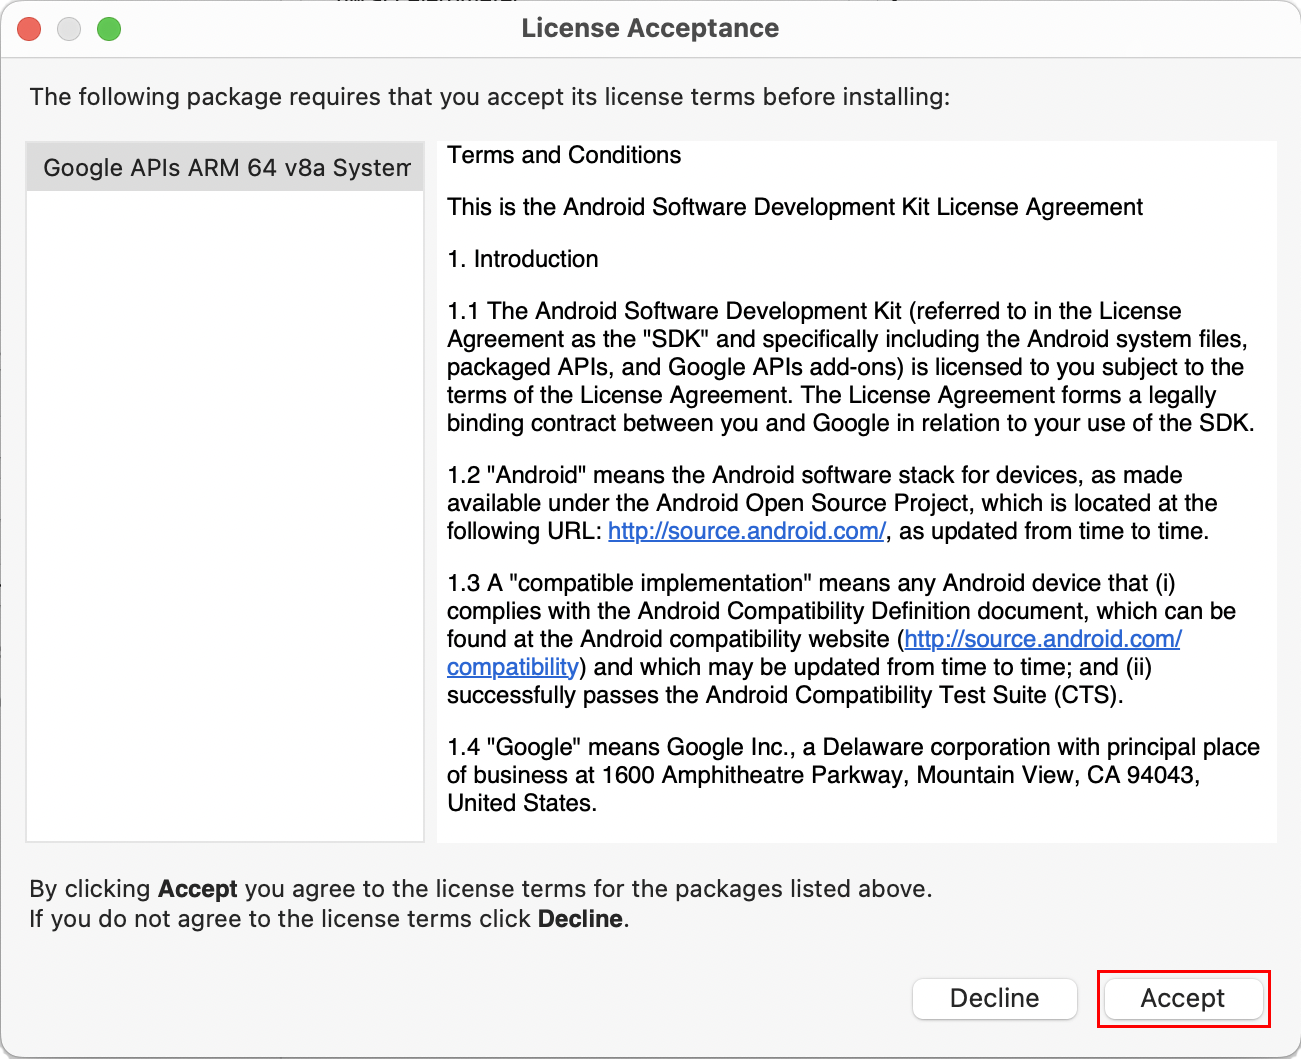 License Acceptance
The following package requires that you accept its license terms before installing:
Google APIs ARM 64 v8a System
Terms and Conditions
This is the Android Software Development Kit License Agreement
1. Introduction
1.1 The Android Software Development Kit (referred to in the License
Agreement as the "SDK" and specifically including the Android system files,
packaged APIs, and Google APIs add-ons) is licensed to you subject to the
terms of the License Agreement. The License Agreement forms a legally
binding contract between you and Google in relation to your use of the SDK.
1.2 "Android" means the Android software stack for devices, as made
available under the Android Open Source Project, which is located at the
following URL: http://source.android.com/, as updated from time to time.
1.3 A "compatible implementation" means any Android device that (i)
complies with the Android Compatibility Definition document, which can be
found at the Android compatibility website (http://source.android.com/
compatibility) and which may be updated from time to time; and (ii)
successfully passes the Android Compatibility Test Suite (CTS).
1.4 "Google" means Google Inc., a Delaware corporation with principal place
of business at 1600 Amphitheatre Parkway, Mountain View, CA 94043,
United States.
By clicking Accept you agree to the license terms for the packages listed above.
If you do not agree to the license terms click Decline.
Decline
Accept